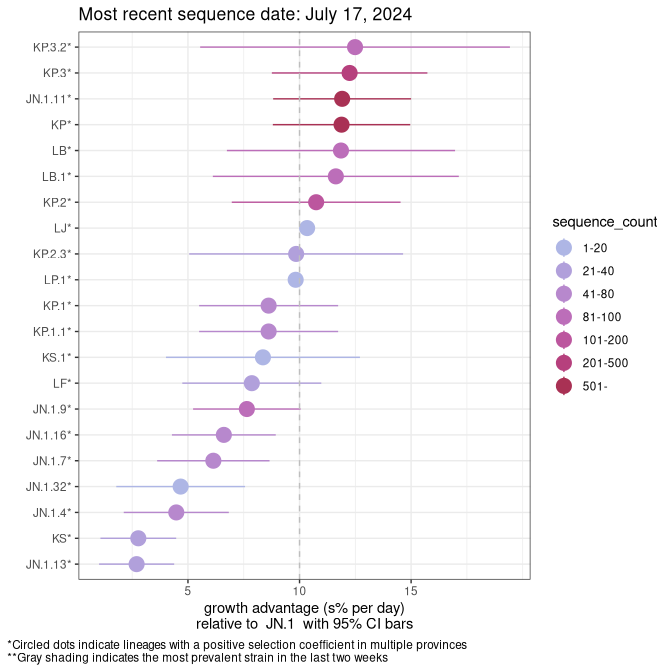 Most recent sequence date: July 17, 2024
KP.3.2*
KP.3*
JN.1.11*
KP*
LB*
LB.1*
KP.2*
LJ*
KP.2.3*
LP.1*
KP.1*
KP.1.1*
KS.1*
LF*
JN.1.9*
JN.1.16*
JN.1.7*
JN.1.32*
JN.1.4*
KS*
JN.1.13*
5 10 15
growth advantage (s% per day)
relative to JN.1 with 95% CI bars
sequence_count
1-20
21-40
41-80
81-100
101-200
201-500
501-
*Circled dots indicate lineages with a positive selection coefficient in multiple provinces
**Gray shading indicates the most prevalent strain in the last two weeks